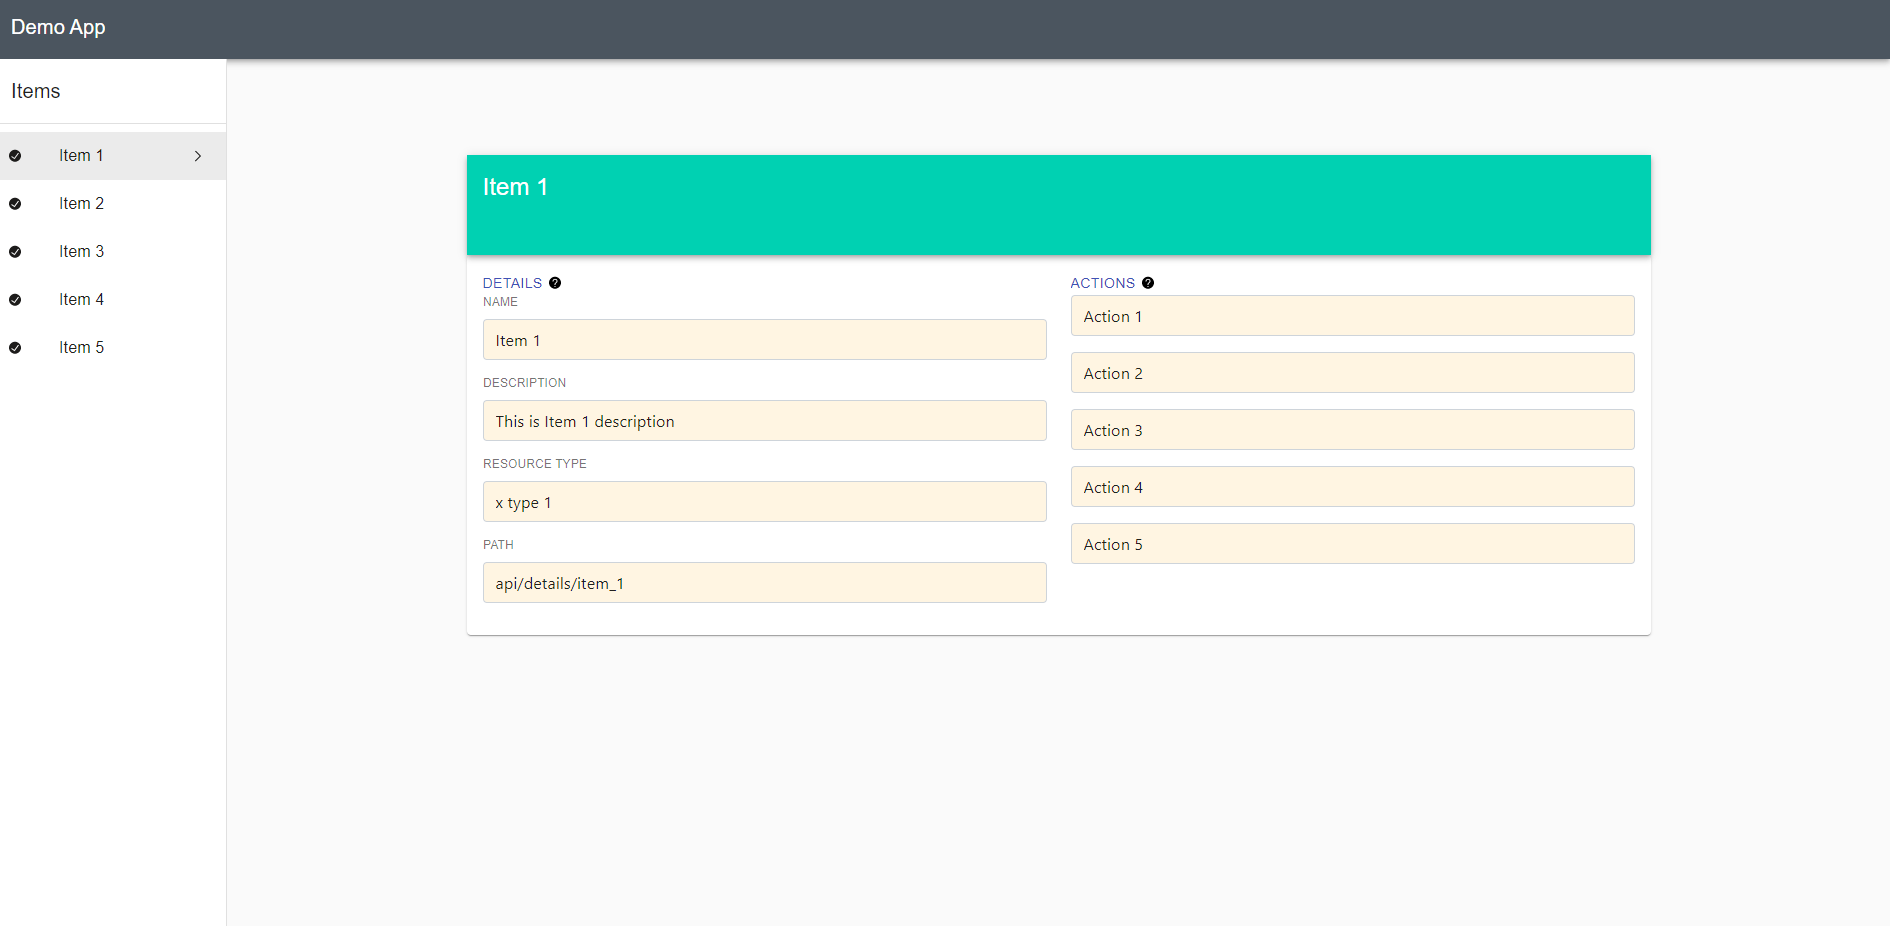 Demo App
Items
Item 1
Item 2
Item 3
Item 4
Item 5
Item 1
DETAILS
NAME
Item 1
DESCRIPTION
This is Item 1 description
RESOURCE TYPE
x type 1
PATH
api/details/item_1
ACTIONS
Action 1
Action 2
Action 3
Action 4
Action 5